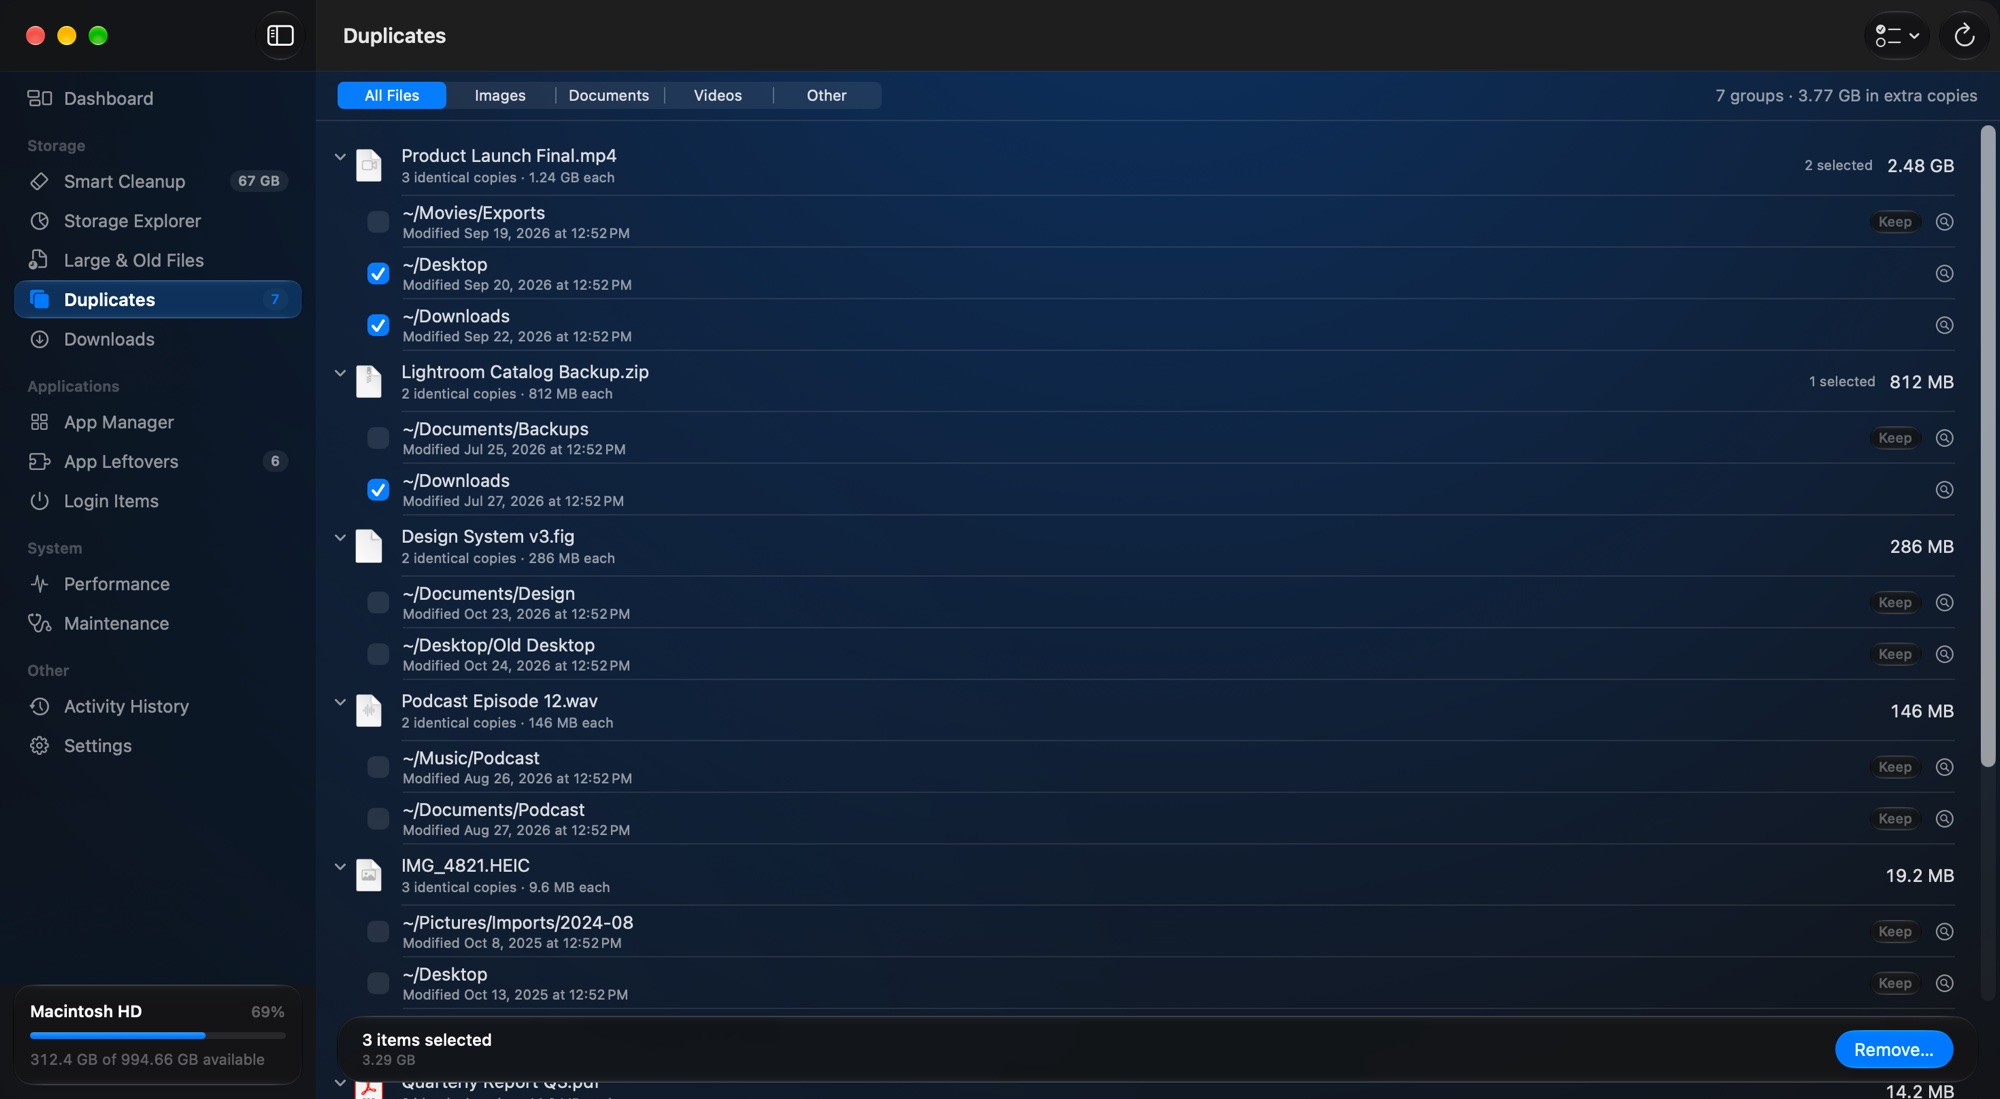 Duplicates
Dashboard
Storage
Smart Cleanup 67 GB
Storage Explorer
Large & Old Files
Duplicates 7
Downloads
Applications
App Manager
App Leftovers 6
Login Items
System
Performance
Maintenance
Other
Activity History
Settings
Macintosh HD 69%
312.4 GB of 994.66 GB available
All Files Images Documents Videos Other
7 groups · 3.77 GB in extra copies
Product Launch Final.mp4
3 identical copies · 1.24 GB each
2 selected 2.48 GB
~/Movies/Exports
Modified Sep 19, 2026 at 12:52 PM
Keep
~/Desktop
Modified Sep 20, 2026 at 12:52 PM
~/Downloads
Modified Sep 22, 2026 at 12:52 PM
Lightroom Catalog Backup.zip
2 identical copies · 812 MB each
1 selected 812 MB
~/Documents/Backups
Modified Jul 25, 2026 at 12:52 PM
Keep
~/Downloads
Modified Jul 27, 2026 at 12:52 PM
Design System v3.fig
2 identical copies · 286 MB each
286 MB
~/Documents/Design
Modified Oct 23, 2026 at 12:52 PM
Keep
~/Desktop/Old Desktop
Modified Oct 24, 2026 at 12:52 PM
Keep
Podcast Episode 12.wav
2 identical copies · 146 MB each
146 MB
~/Music/Podcast
Modified Aug 26, 2026 at 12:52 PM
Keep
~/Documents/Podcast
Modified Aug 27, 2026 at 12:52 PM
Keep
IMG_4821.HEIC
3 identical copies · 9.6 MB each
19.2 MB
~/Pictures/Imports/2024-08
Modified Oct 8, 2025 at 12:52 PM
Keep
~/Desktop
Modified Oct 13, 2025 at 12:52 PM
Keep
3 items selected
3.29 GB
Remove...
Quarterly Report Q3.pdf
14.2 MB